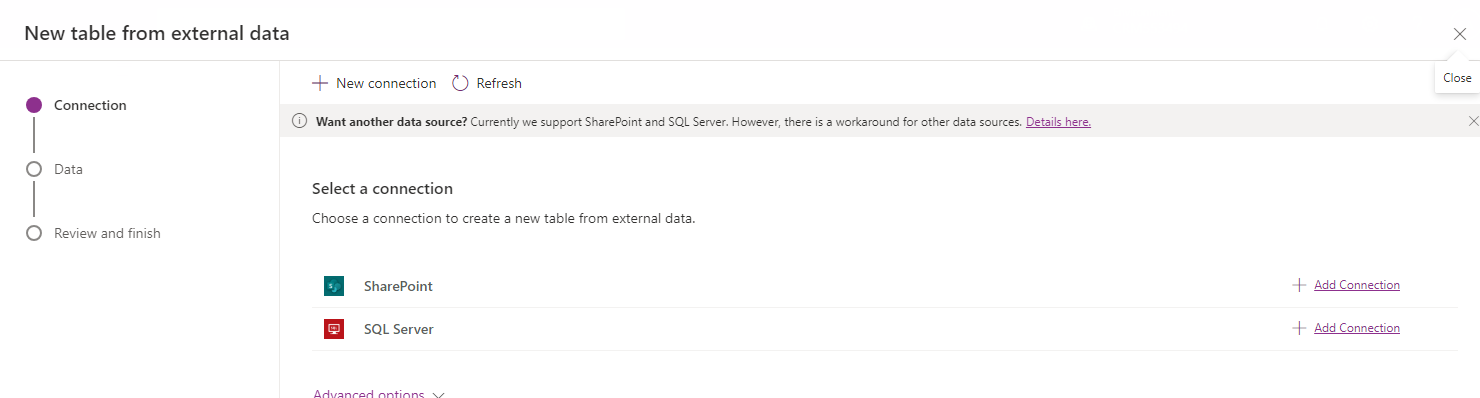 New table from external data
Close
Connection
Data
Review and finish
New connection
Refresh
Want another data source? Currently we support SharePoint and SQL Server. However, there is a workaround for other data sources. Details here.
Select a connection
Choose a connection to create a new table from external data.
SharePoint
Add Connection
SQL Server
Add Connection
Advanced options